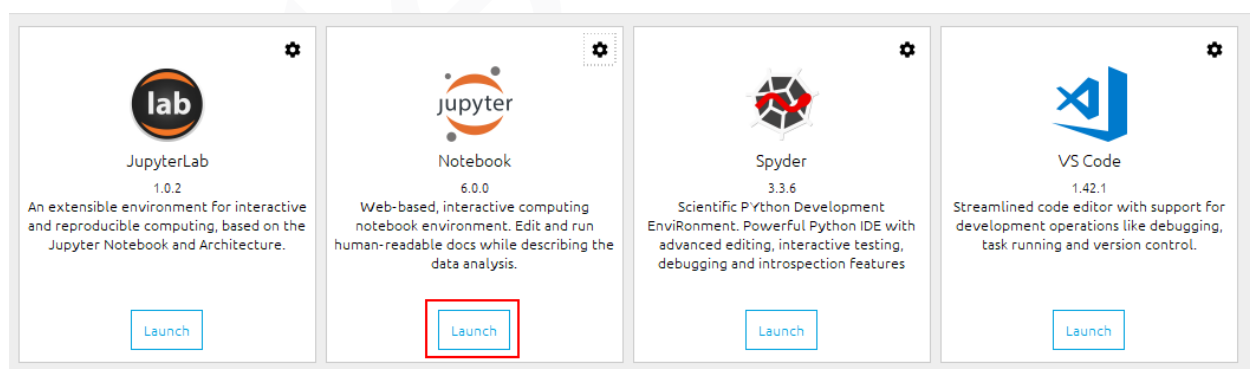 lab
JupyterLab
1.0.2
An extensible environment for interactive
and reproducible computing, based on the
Jupyter Notebook and Architecture.
Launch
jupyter
Notebook
6.0.0
Web-based, interactive computing
notebook environment. Edit and run
human-readable docs while describing the
data analysis.
Launch
Spyder
3.3.6
Scientific PYthon Development
EnviRonment. Powerful Python IDE with
advanced editing, interactive testing,
debugging and introspection features
Launch
VS Code
1.42.1
Streamlined code editor with support for
development operations like debugging,
task running and version control.
Launch